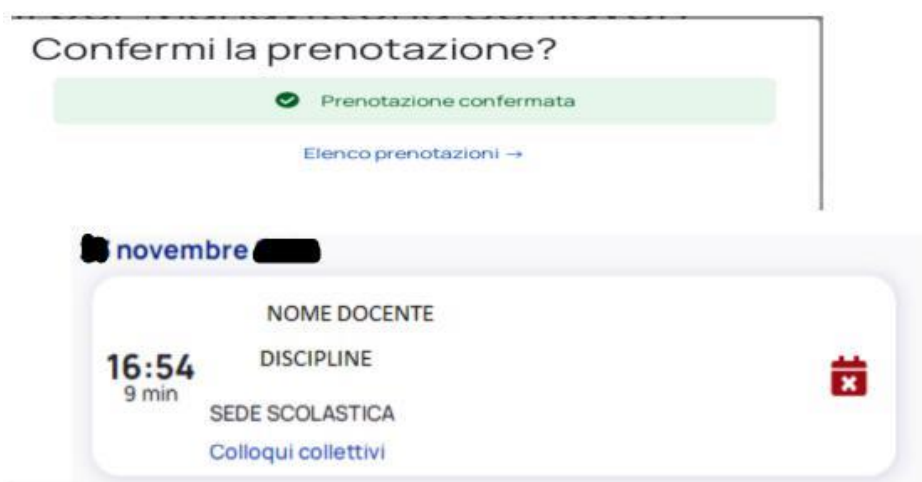 Confermi la prenotazione?
Prenotazione confermata
Elenco prenotazioni →
novembre
NOME DOCENTE
16:54
DISCIPLINE
9 min
SEDE SCOLASTICA
Colloqui collettivi